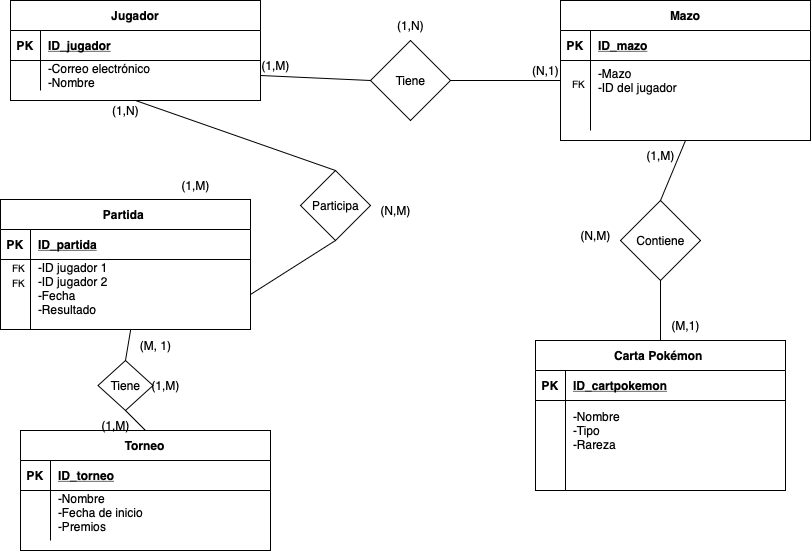 Jugador
PK ID_jugador
-Correo electrónico
-Nombre
(1,M)
(1,N)
Tiene
(N,1)
Mazo
PK ID_mazo
-Mazo
FK -ID del jugador
(1,N)
(1,M)
Participa
(N,M)
(1,M)
Contiene
(N,M)
(M,1)
Partida
PK ID_partida
FK -ID jugador 1
FK -ID jugador 2
-Fecha
-Resultado
(M, 1)
Tiene (1,M)
(1,M)
Torneo
PK ID_torneo
-Nombre
-Fecha de inicio
-Premios
Carta Pokémon
PK ID_cartpokemon
-Nombre
-Tipo
-Rareza